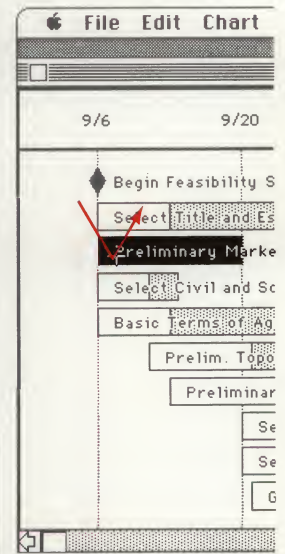 File Edit Chart
9/6 9/20
Begin Feasibility S
Select Title and Es
Preliminary Marke
Select Civil and So
Basic Terms of Ag
Prelim. Topo
Preliminar
Se
Se
G